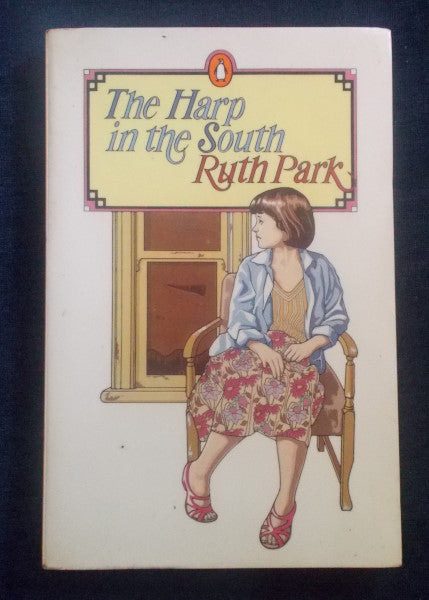 The Harp
in the South
Ruth Park